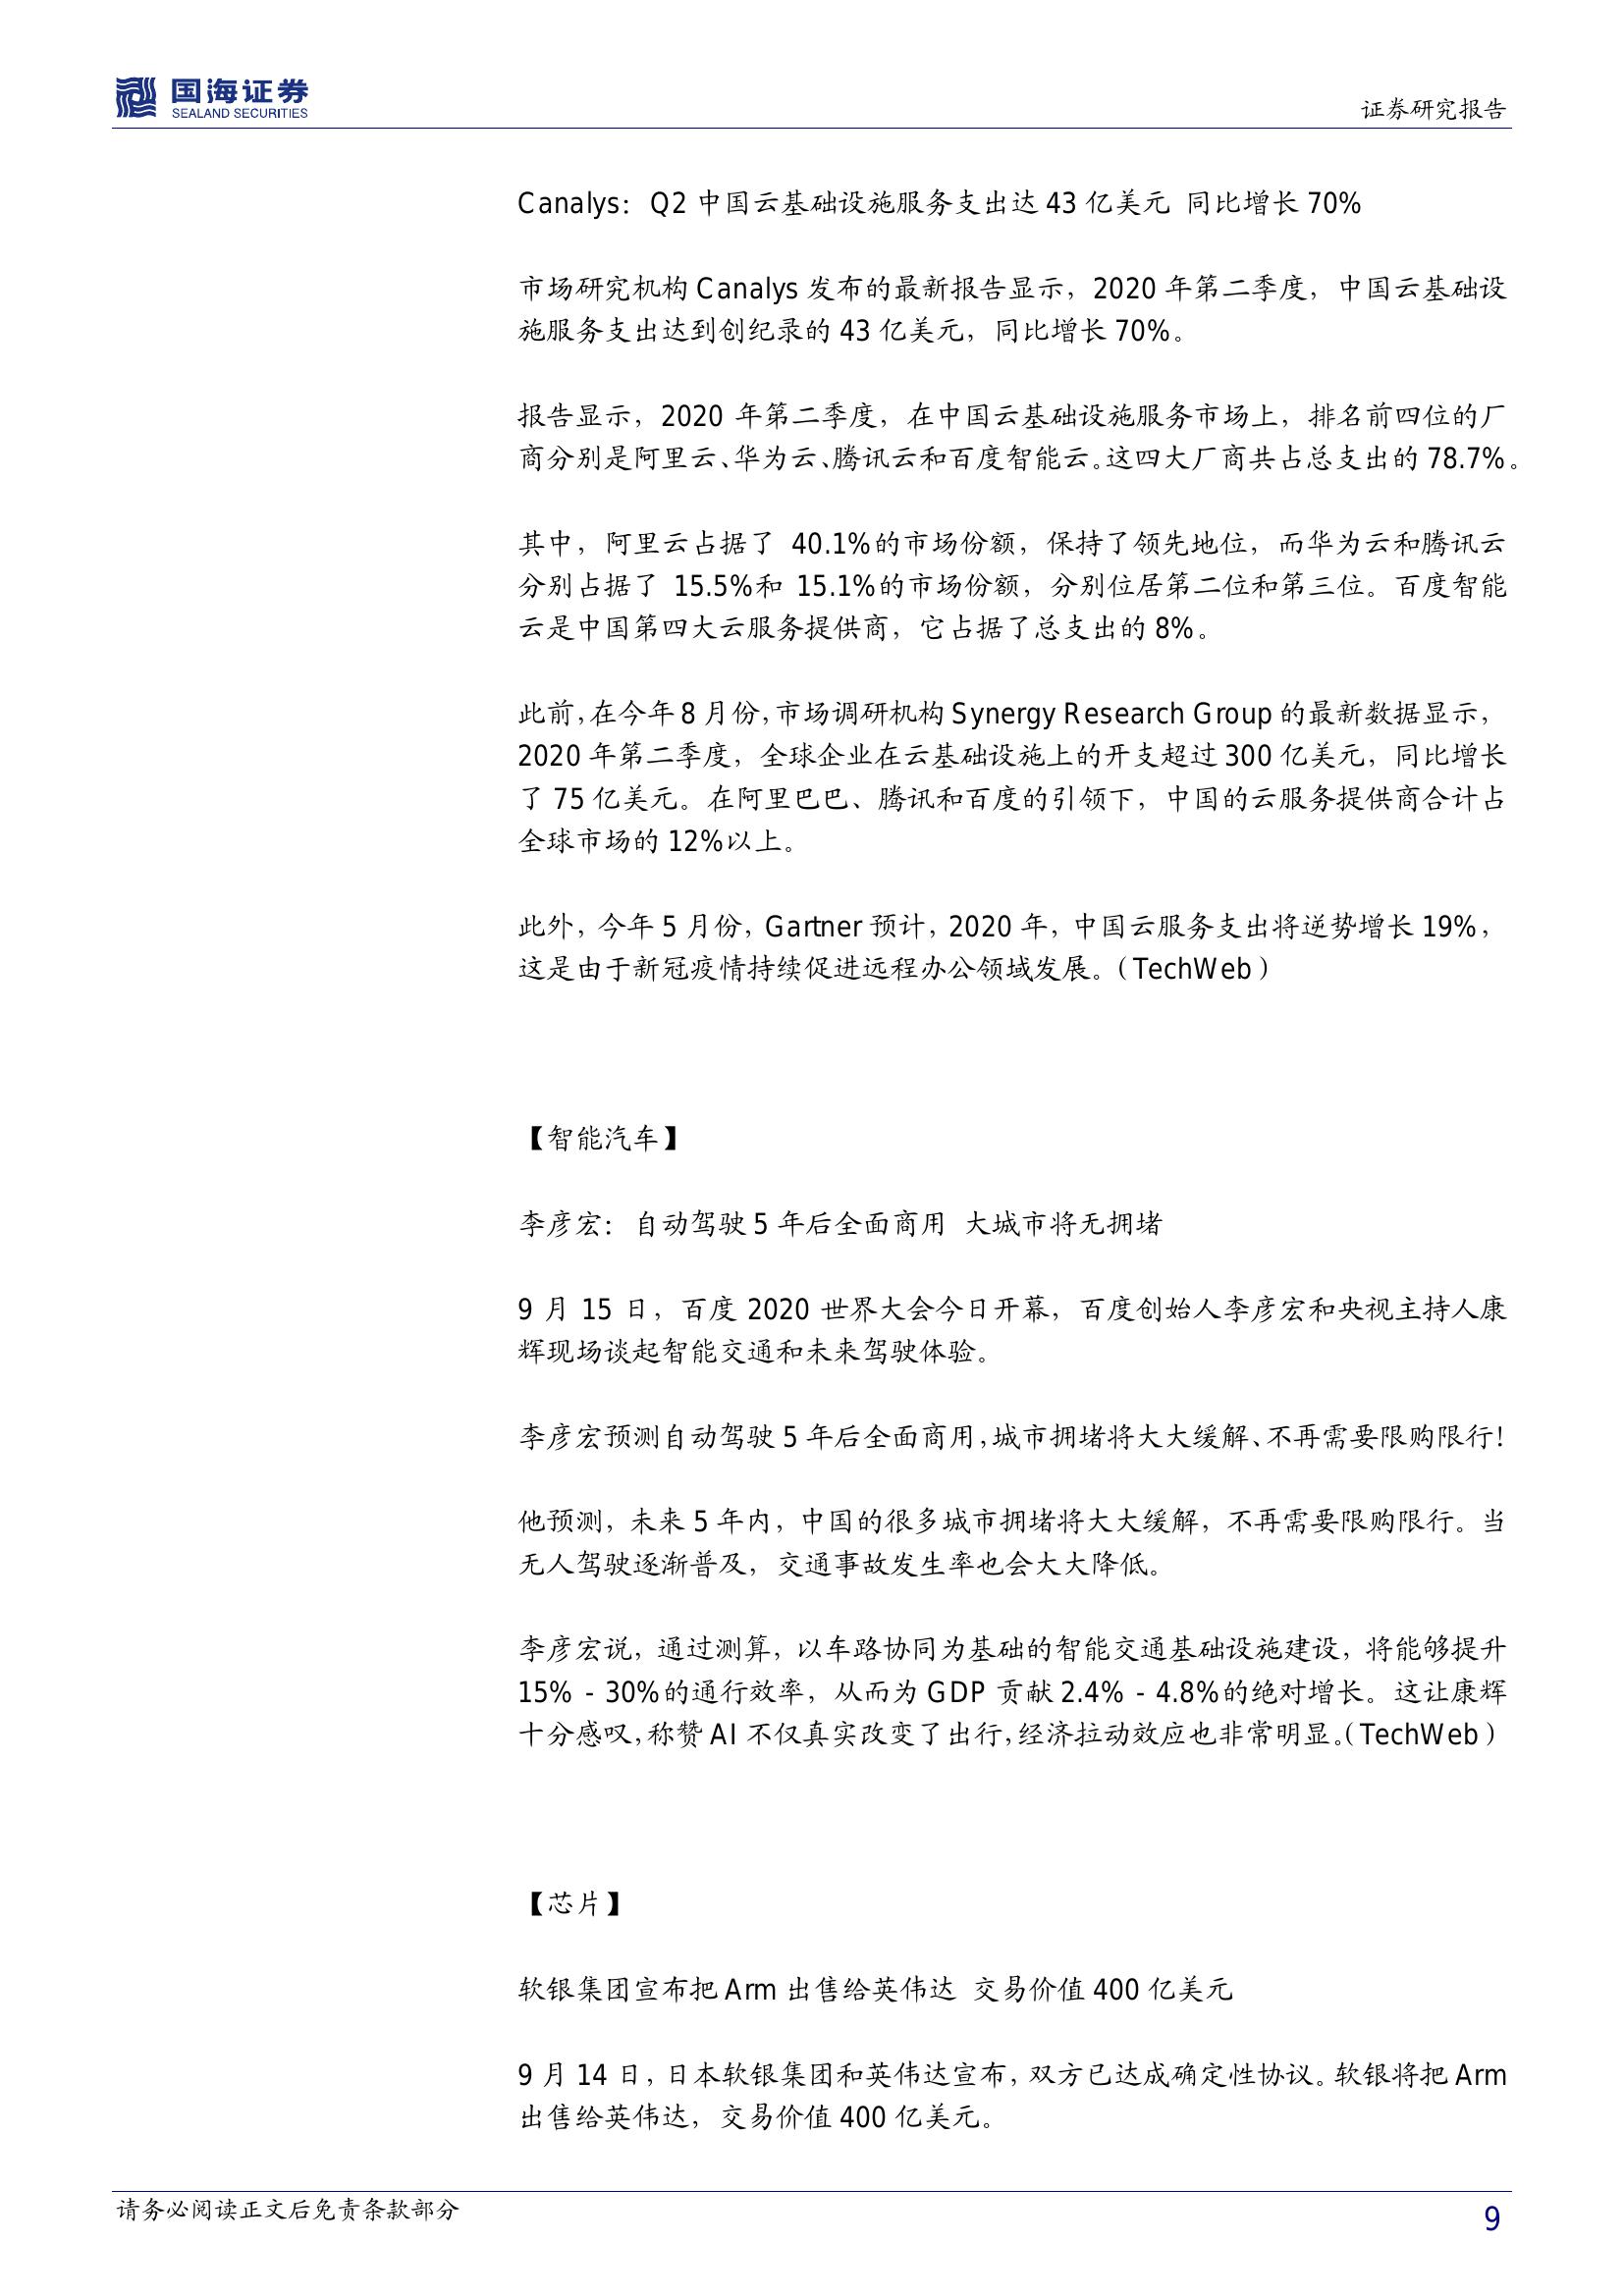 国海证券
SEALAND SECURITIES
证券研究报告
Canalys：Q2 中国云基础设施服务支出达 43 亿美元 同比增长 70%
市场研究机构 Canalys 发布的最新报告显示，2020 年第二季度，中国云基础设
施服务支出达到创纪录的 43 亿美元，同比增长 70%。
报告显示，2020 年第二季度，在中国云基础设施服务市场上，排名前四位的厂
商分别是阿里云、华为云、腾讯云和百度智能云。这四大厂商共占总支出的 78.7%。
其中，阿里云占据了 40.1%的市场份额，保持了领先地位，而华为云和腾讯云
分别占据了 15.5%和 15.1%的市场份额，分别位居第二位和第三位。百度智能
云是中国第四大云服务提供商，它占据了总支出的 8%。
此前，在今年 8 月份，市场调研机构 Synergy Research Group 的最新数据显示，
2020 年第二季度，全球企业在云基础设施上的开支超过 300 亿美元，同比增长
了 75 亿美元。在阿里巴巴、腾讯和百度的引领下，中国的云服务提供商合计占
全球市场的 12%以上。
此外，今年 5 月份，Gartner 预计，2020 年，中国云服务支出将逆势增长 19%，
这是由于新冠疫情持续促进远程办公领域发展。（TechWeb）
【智能汽车】
李彦宏：自动驾驶 5 年后全面商用 大城市将无拥堵
9 月 15 日，百度 2020 世界大会今日开幕，百度创始人李彦宏和央视主持人康
辉现场谈起智能交通和未来驾驶体验。
李彦宏预测自动驾驶 5 年后全面商用，城市拥堵将大大缓解、不再需要限购限行！
他预测，未来 5 年内，中国的很多城市拥堵将大大缓解，不再需要限购限行。当
无人驾驶逐渐普及，交通事故发生率也会大大降低。
李彦宏说，通过测算，以车路协同为基础的智能交通基础设施建设，将能够提升
15% - 30%的通行效率，从而为 GDP 贡献 2.4% - 4.8%的绝对增长。这让康辉
十分感叹，称赞 AI 不仅真实改变了出行，经济拉动效应也非常明显。（TechWeb）
【芯片】
软银集团宣布把 Arm 出售给英伟达 交易价值 400 亿美元
9 月 14 日，日本软银集团和英伟达宣布，双方已达成确定性协议。软银将把 Arm
出售给英伟达，交易价值 400 亿美元。
请务必阅读正文后免责条款部分
9